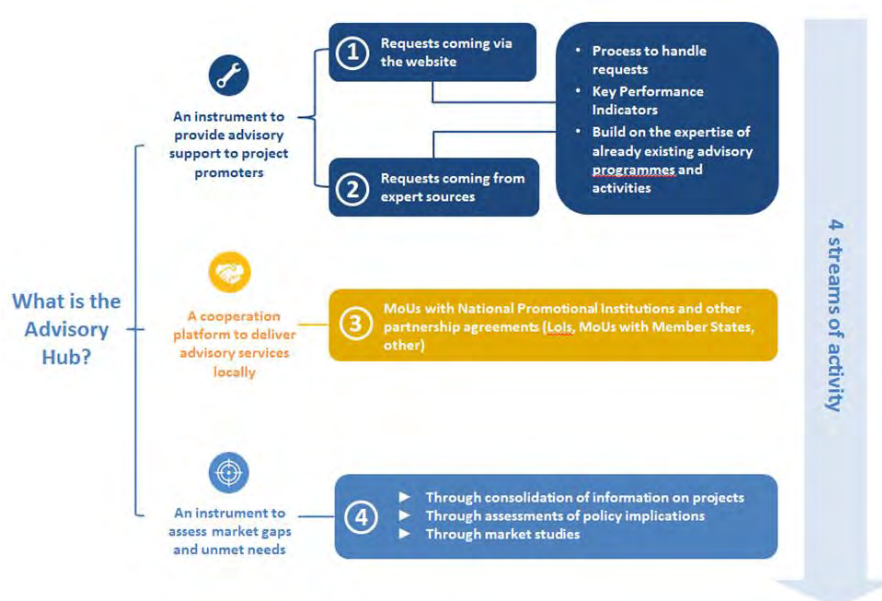 What is the
Advisory
Hub?
An instrument to
provide advisory
support to project
promoters
1
Requests coming via
the website
2
Requests coming from
expert sources
• Process to handle
requests
• Key Performance
Indicators
• Build on the expertise of
already existing advisory
programmes and
activities
A cooperation
platform to deliver
advisory services
locally
3
MoUs with National Promotional Institutions and other
partnership agreements (LoIs, MoUs with Member States,
other)
An instrument to
assess market gaps
and unmet needs
4
► Through consolidation of information on projects
► Through assessments of policy implications
► Through market studies
4 streams of activity